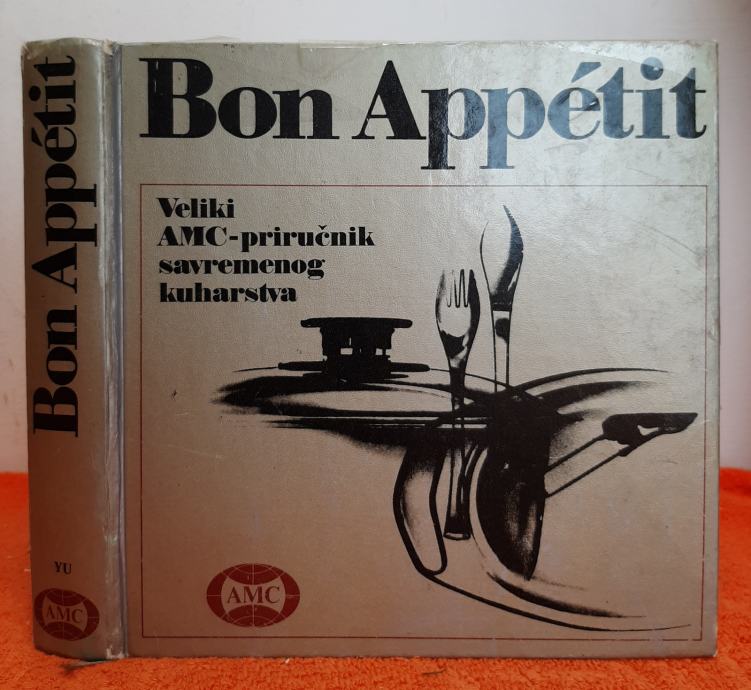 Bon Appétit
YU
AMC
Bon Appétit
Veliki
AMC-priručnik
savremenog
kuharstva
AMC